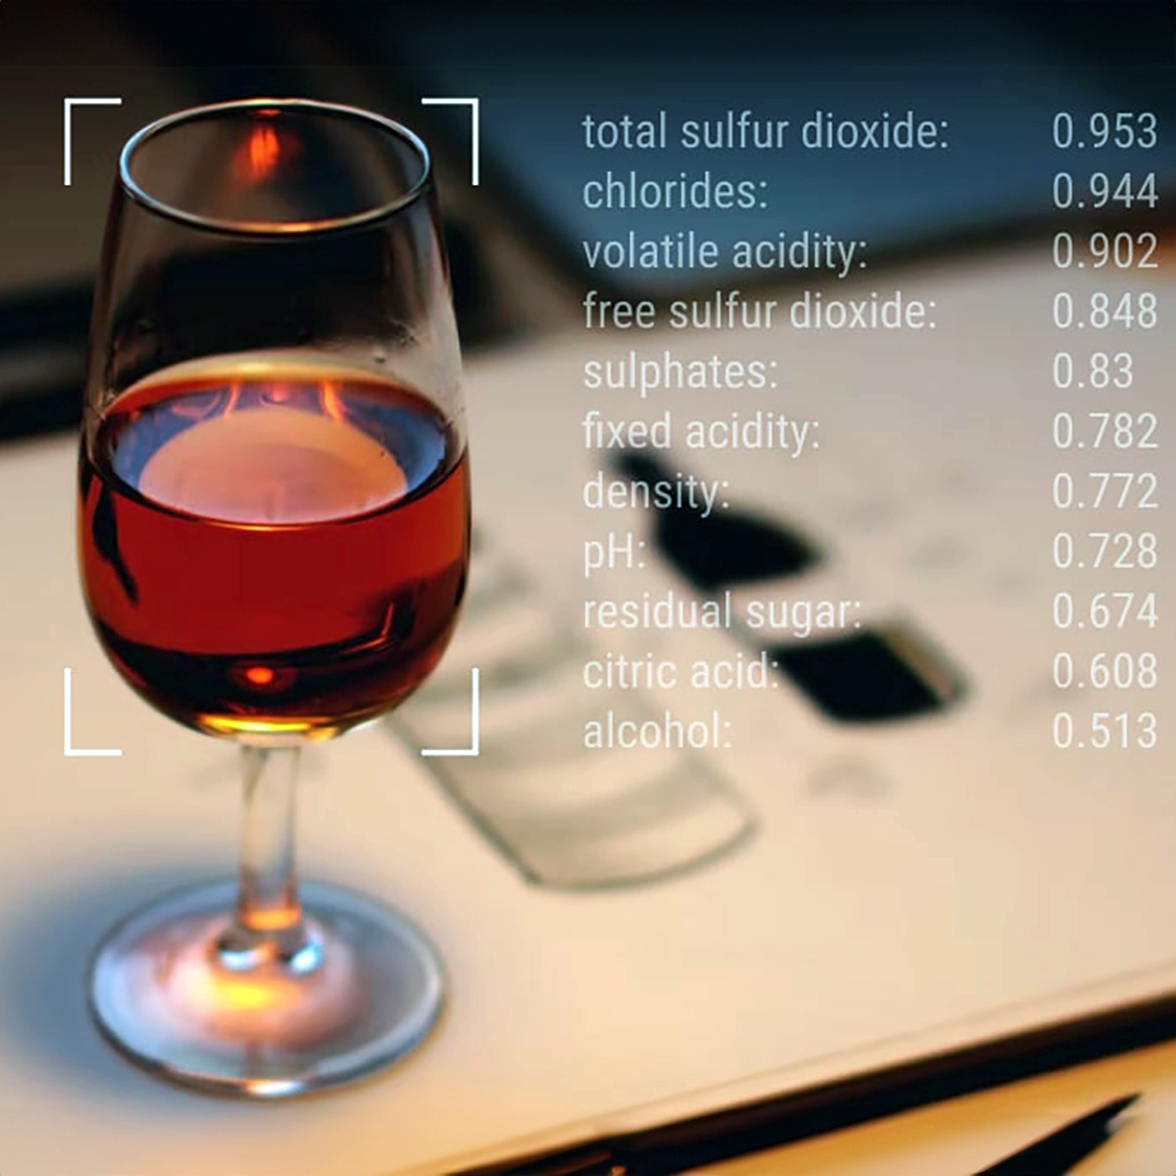 total sulfur dioxide: 0.953
chlorides: 0.944
volatile acidity: 0.902
free sulfur dioxide: 0.848
sulphates: 0.83
fixed acidity: 0.782
density: 0.772
pH: 0.728
residual sugar: 0.674
citric acid: 0.608
alcohol: 0.513